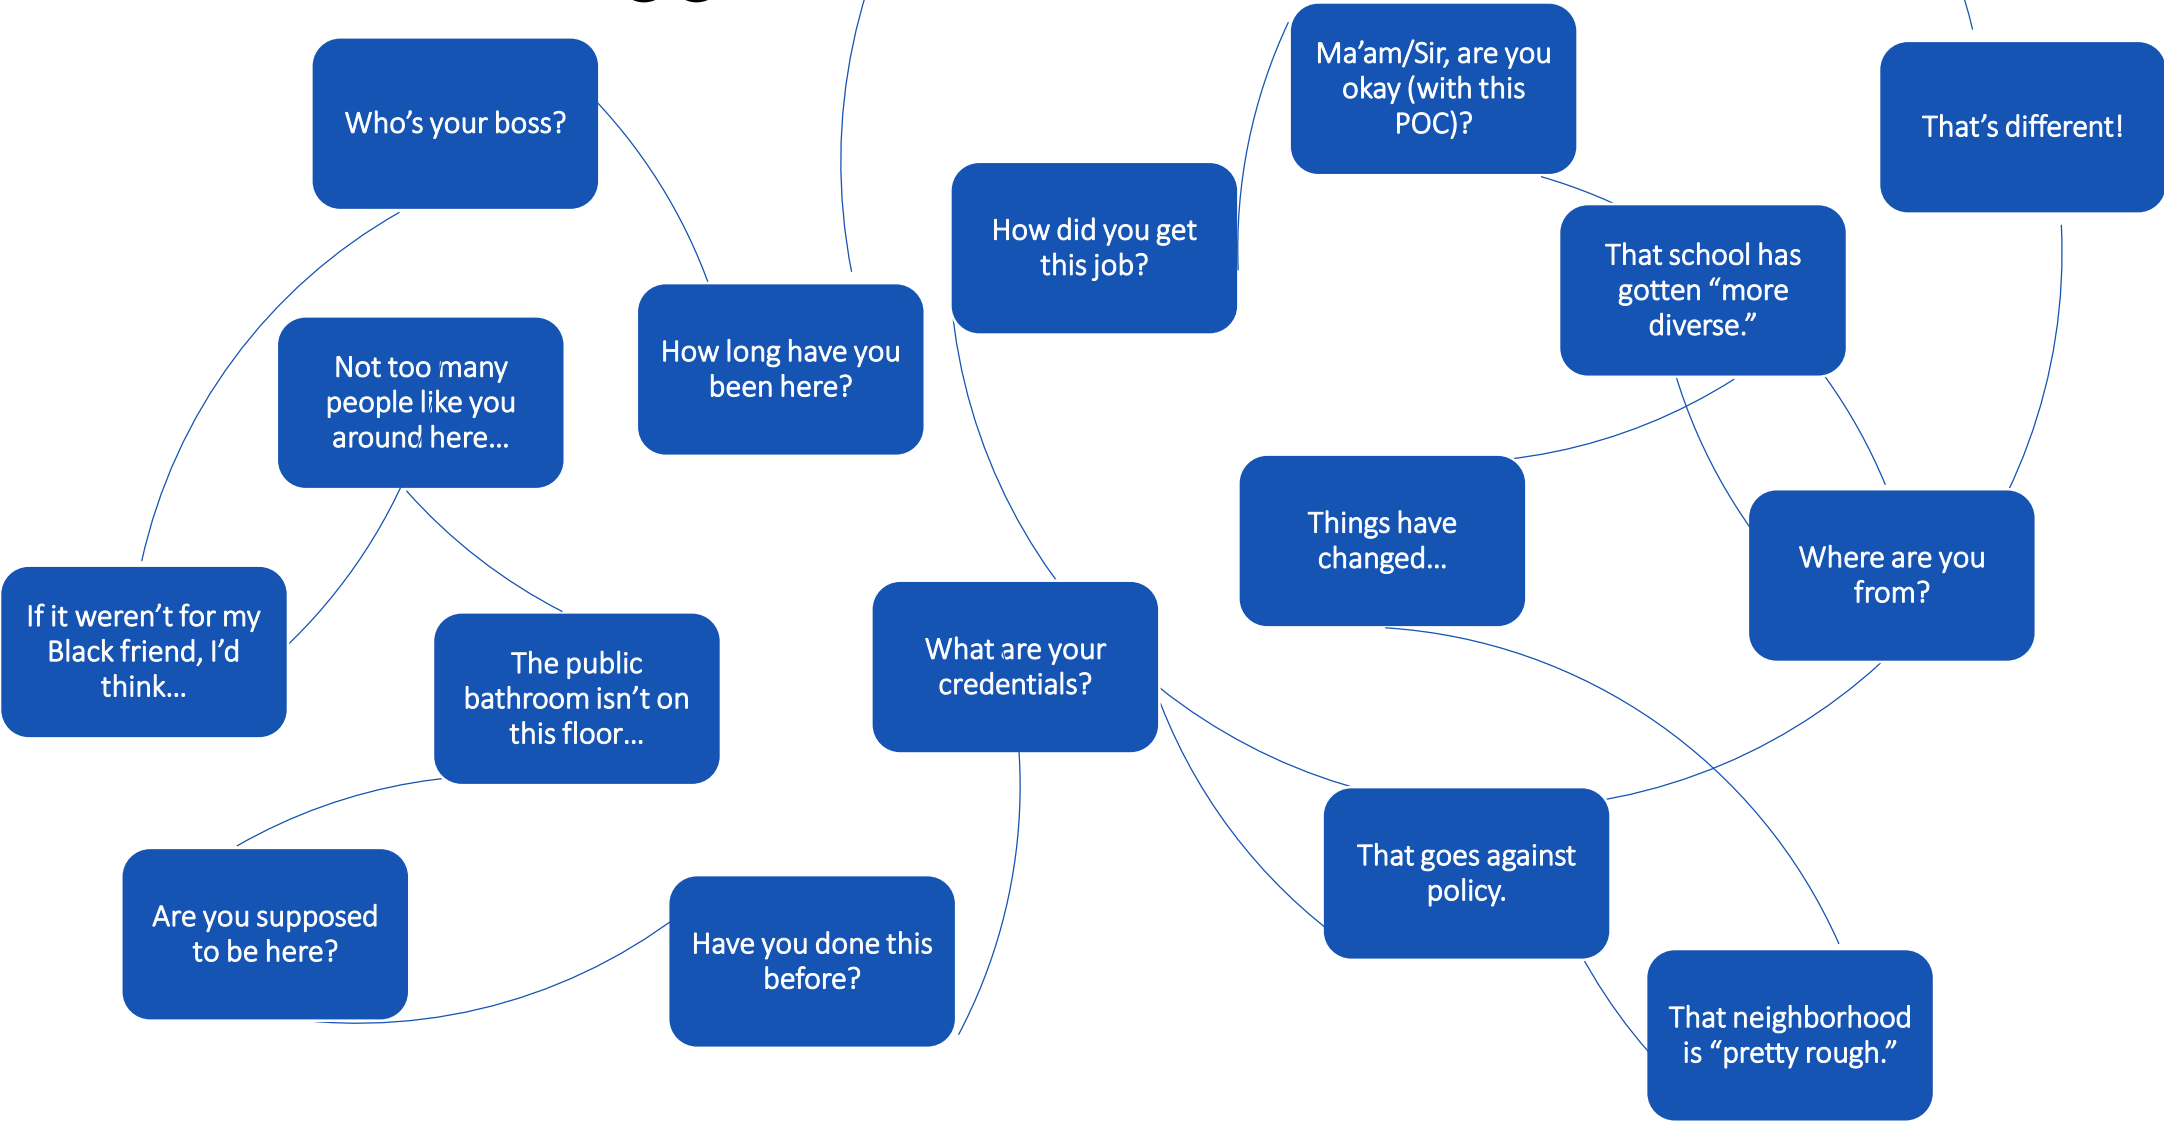 Who’s your boss?
Ma’am/Sir, are you
okay (with this
POC)?
That’s different!
How did you get
this job?
That school has
gotten “more
diverse.”
Not too many
people like you
around here...
How long have you
been here?
Things have
changed...
Where are you
from?
If it weren’t for my
Black friend, I’d
think...
The public
bathroom isn’t on
this floor...
What are your
credentials?
That goes against
policy.
Are you supposed
to be here?
Have you done this
before?
That neighborhood
is “pretty rough.”